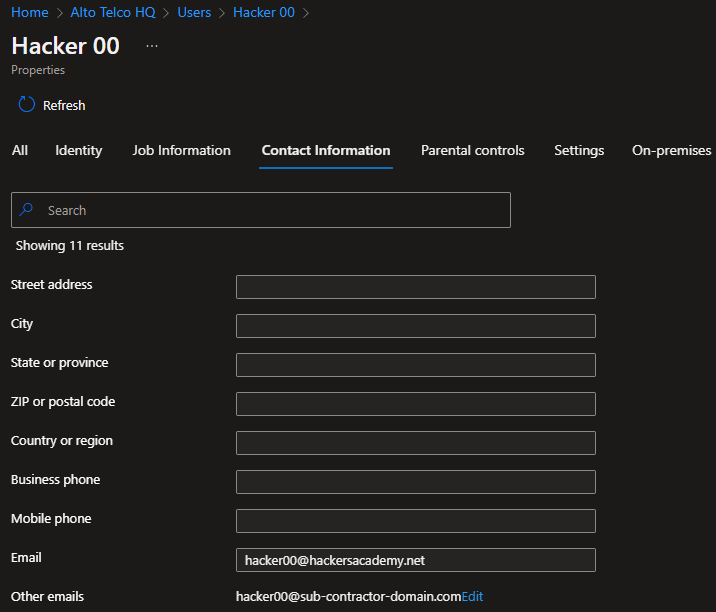 Home > Alto Telco HQ > Users > Hacker 00 >
Hacker 00 ...
Properties
Refresh
All Identity Job Information Contact Information Parental controls Settings On-premises
Search
Showing 11 results
Street address
City
State or province
ZIP or postal code
Country or region
Business phone
Mobile phone
Email hacker00@hackersacademy.net
Other emails hacker00@sub-contractor-domain.comEdit